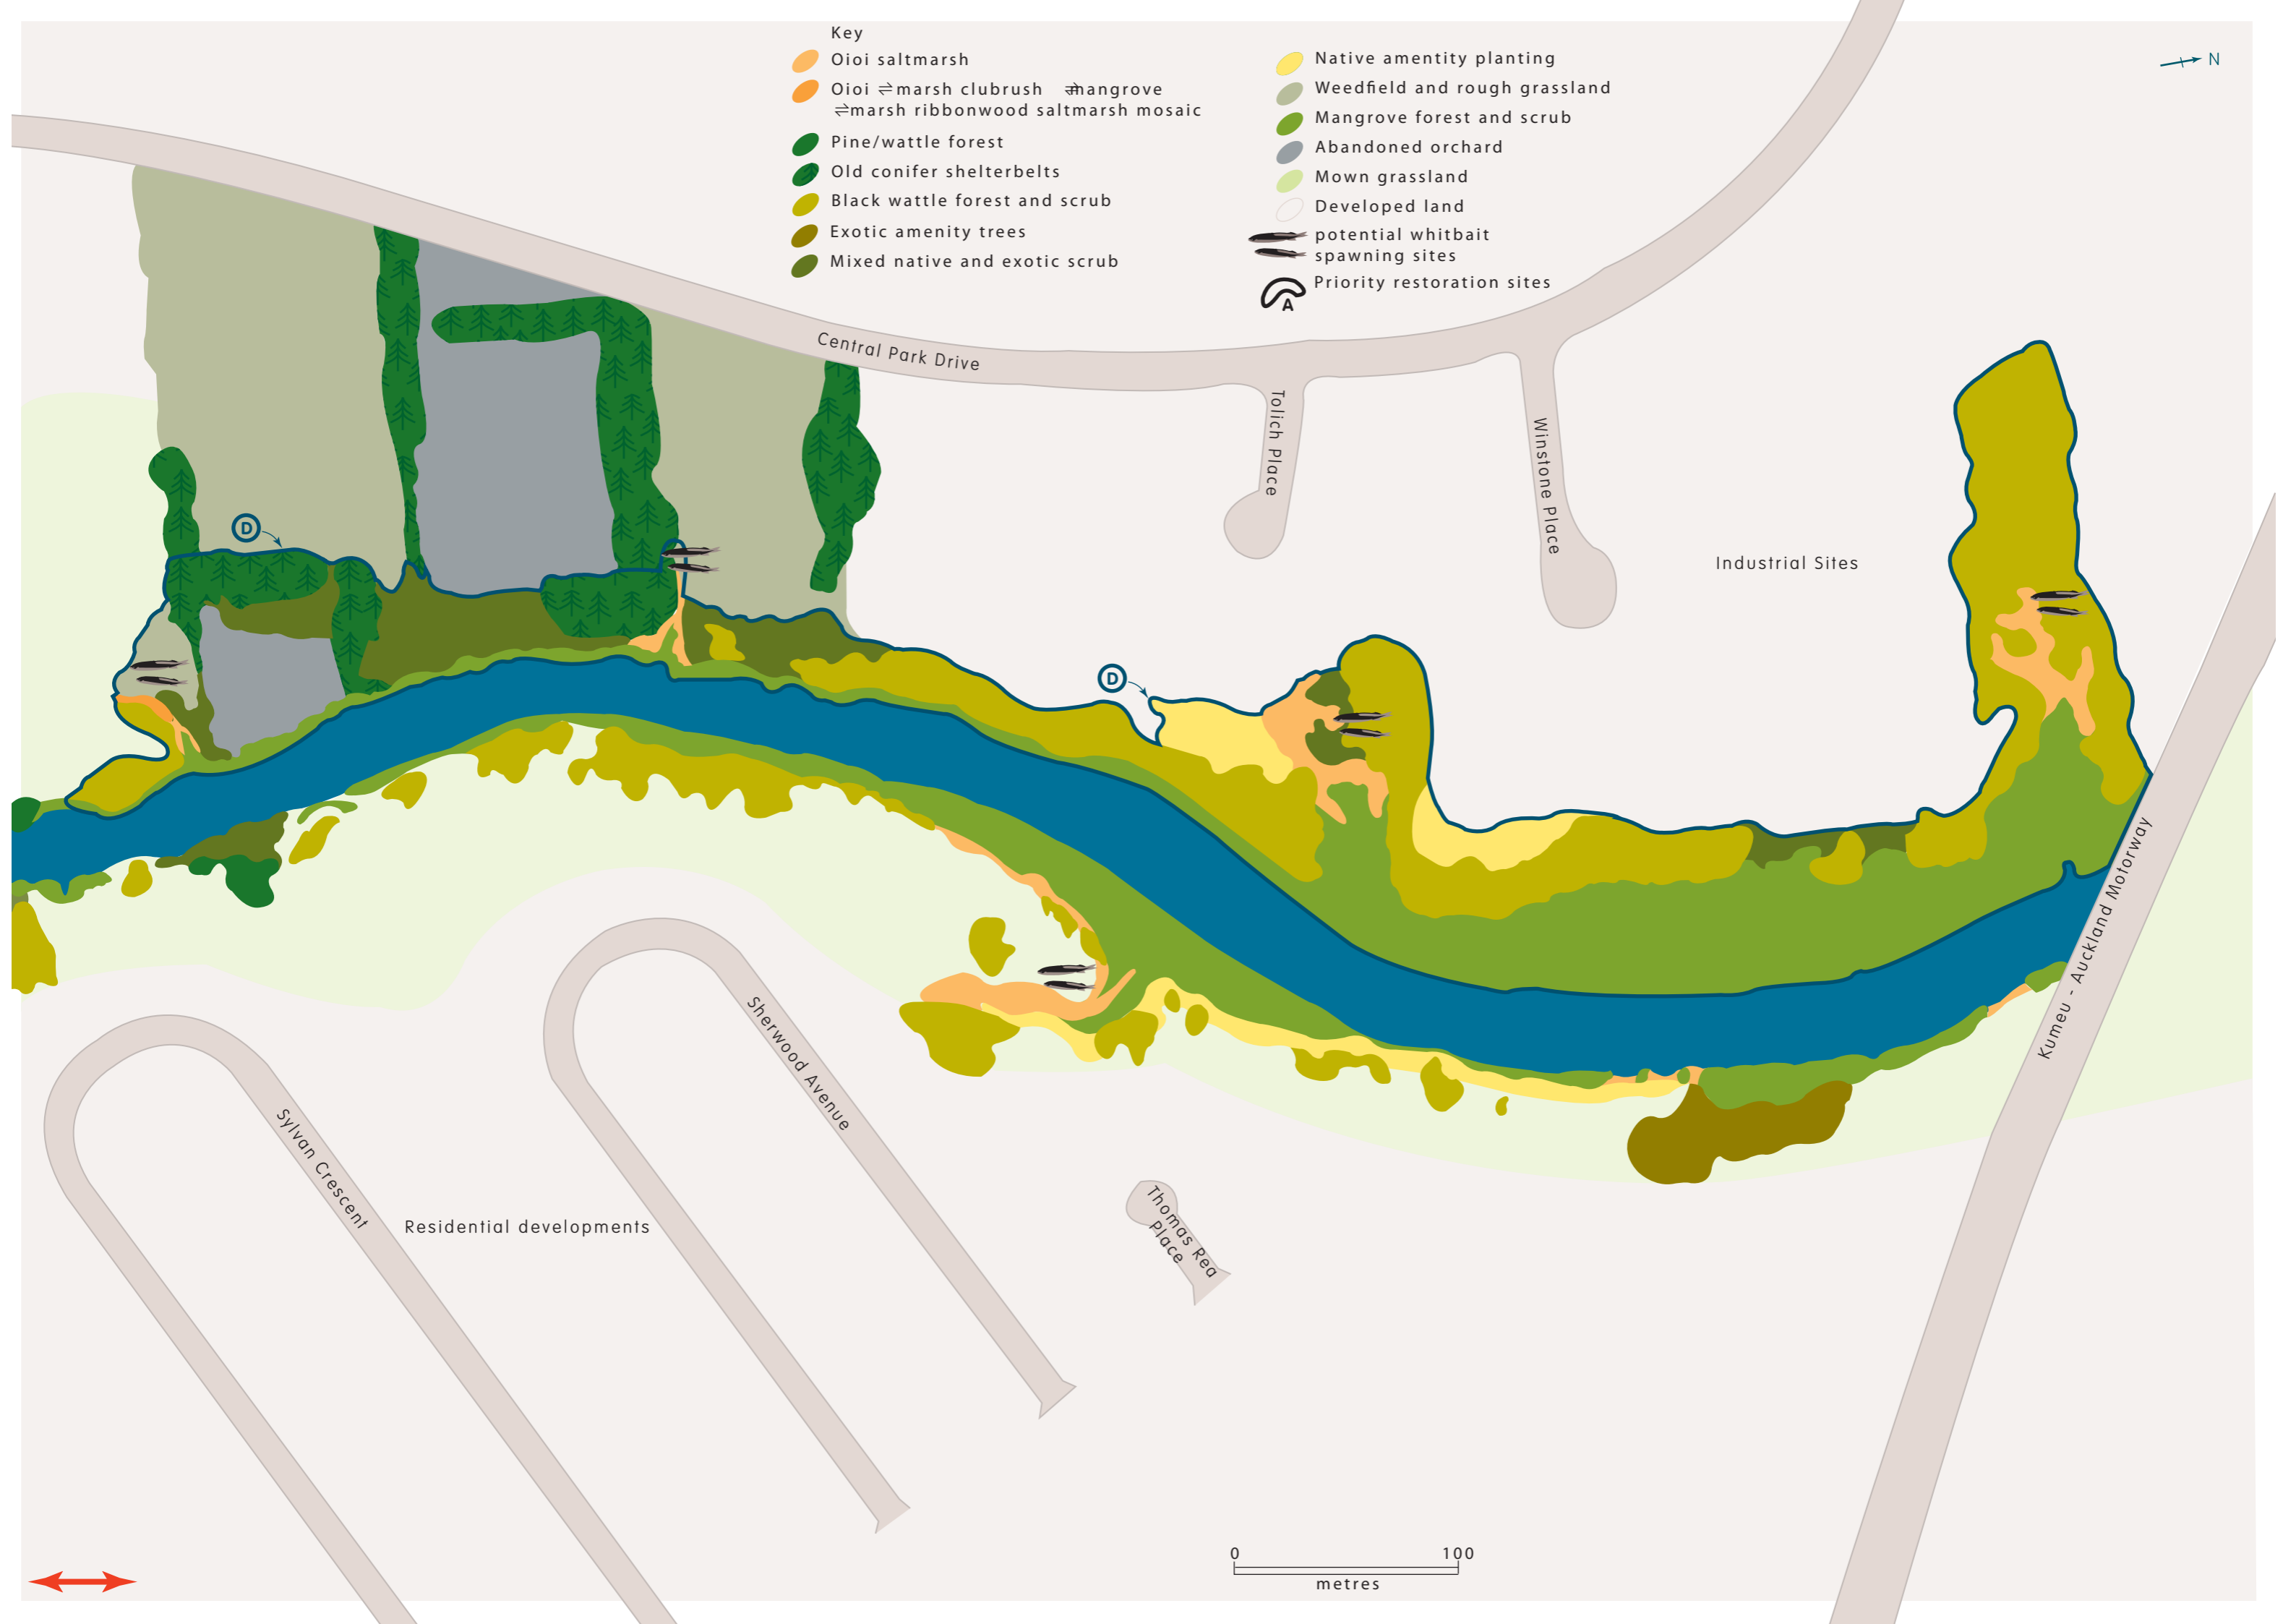 Key
Oioi saltmarsh
Oioi ⇌marsh clubrush ⇌mangrove
⇌marsh ribbonwood saltmarsh mosaic
Pine/wattle forest
Old conifer shelterbelts
Black wattle forest and scrub
Exotic amenity trees
Mixed native and exotic scrub
Native amentity planting
Weedfield and rough grassland
Mangrove forest and scrub
Abandoned orchard
Mown grassland
Developed land
potential whitbait
spawning sites
Priority restoration sites
A
N
Central Park Drive
Tolich Place
Winstone Place
Industrial Sites
D
D
Kumeu - Auckland Motorway
Sherwood Avenue
Sylvan Crescent
Residential developments
Thomas Rea
Place
0 100
metres